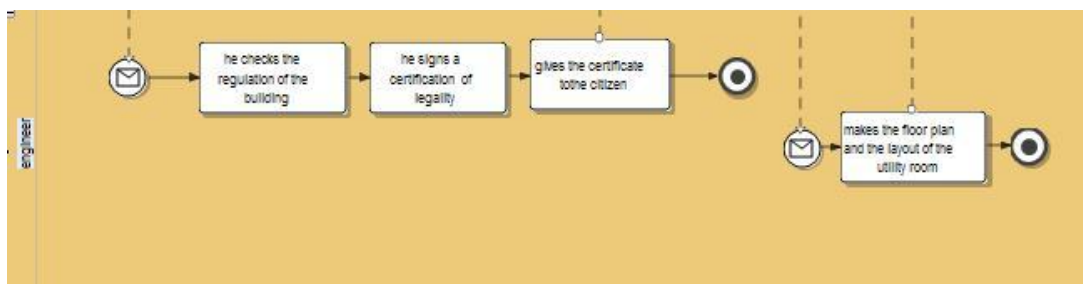 engineer
he checks the
regulation of the
building
he signs a
certification of
legality
gives the certificate
tothe citizen
makes the floor plan
and the layout of the
utility room